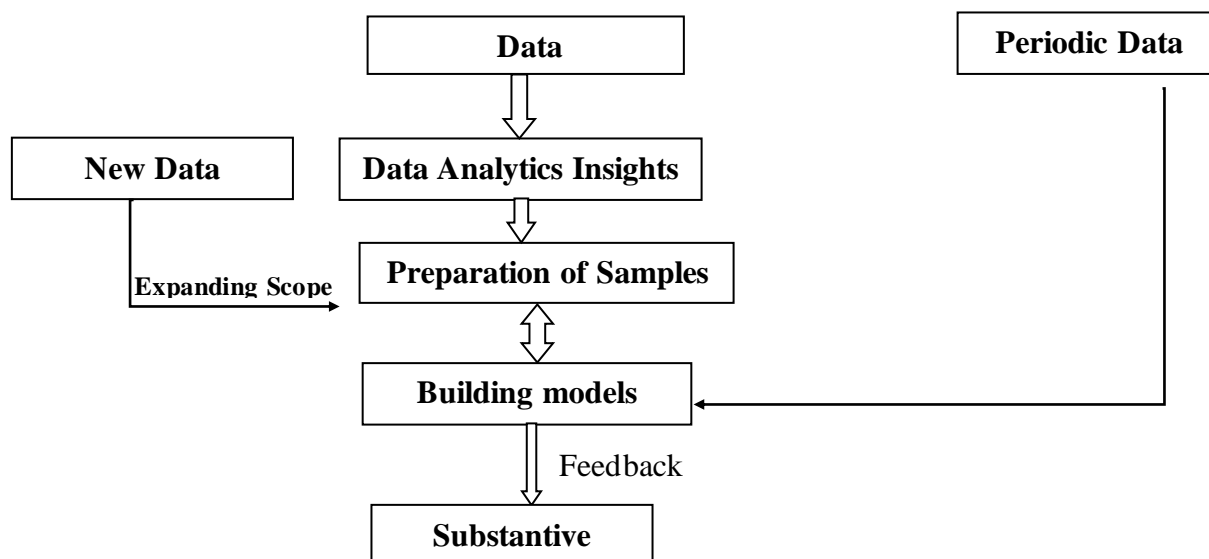 Data
Periodic Data
New Data
Data Analytics Insights
Preparation of Samples
Expanding Scope
Building models
Feedback
Substantive